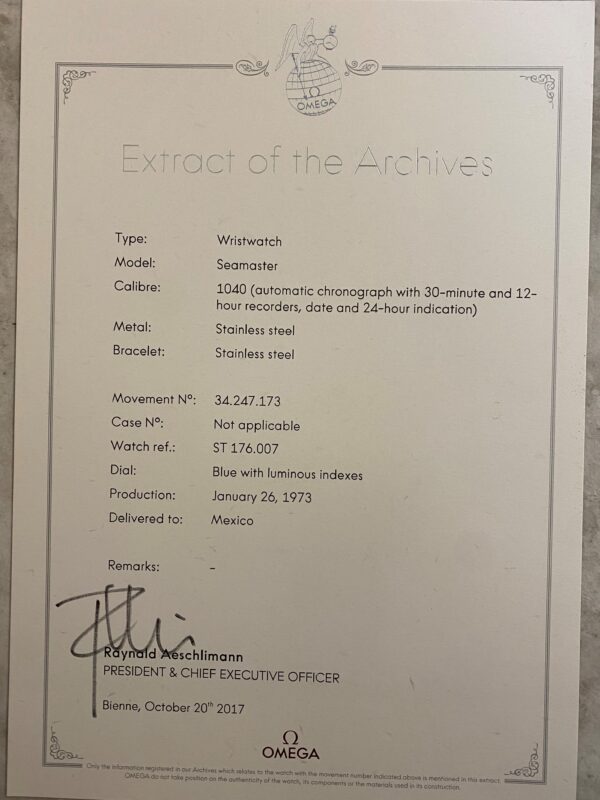 Ω
OMEGA
Extract of the Archives
Type: Wristwatch
Model: Seamaster
Calibre: 1040 (automatic chronograph with 30-minute and 12-
hour recorders, date and 24-hour indication)
Metal: Stainless steel
Bracelet: Stainless steel
Movement Nº: 34.247.173
Case Nº: Not applicable
Watch ref.: ST 176.007
Dial: Blue with luminous indexes
Production: January 26, 1973
Delivered to: Mexico
Remarks: -
Raynald Aeschlimann
PRESIDENT & CHIEF EXECUTIVE OFFICER
Bienne, October 20th 2017
Ω
OMEGA
Only the information registered in our Archives which relates to the watch with the movement number indicated above is mentioned in this extract.
OMEGA do not take position on the authenticity of the watch, its components or the materials used in its construction.